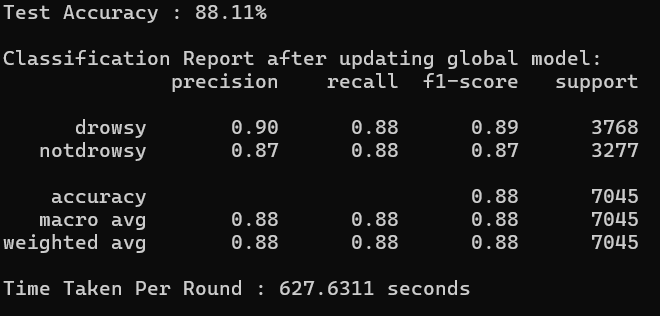 Test Accuracy : 88.11%
Classification Report after updating global model:
precision recall f1-score support
drowsy 0.90 0.88 0.89 3768
notdrowsy 0.87 0.88 0.87 3277
accuracy 0.88 7045
macro avg 0.88 0.88 0.88 7045
weighted avg 0.88 0.88 0.88 7045
Time Taken Per Round : 627.6311 seconds